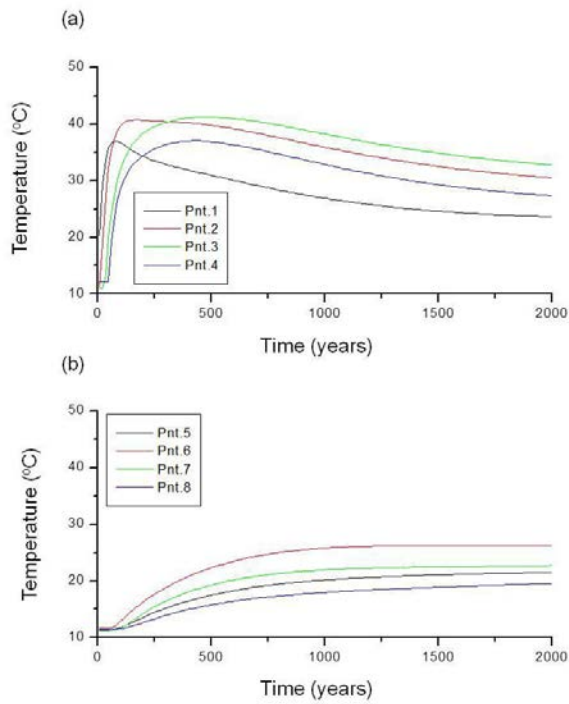 (a)
50
40
30
20
10
Temperature (⁰C)
Pnt.1
Pnt.2
Pnt.3
Pnt.4
0
500
1000
1500
2000
Time (years)
(b)
50
40
30
20
10
Temperature (⁰C)
Pnt.5
Pnt.6
Pnt.7
Pnt.8
0
500
1000
1500
2000
Time (years)